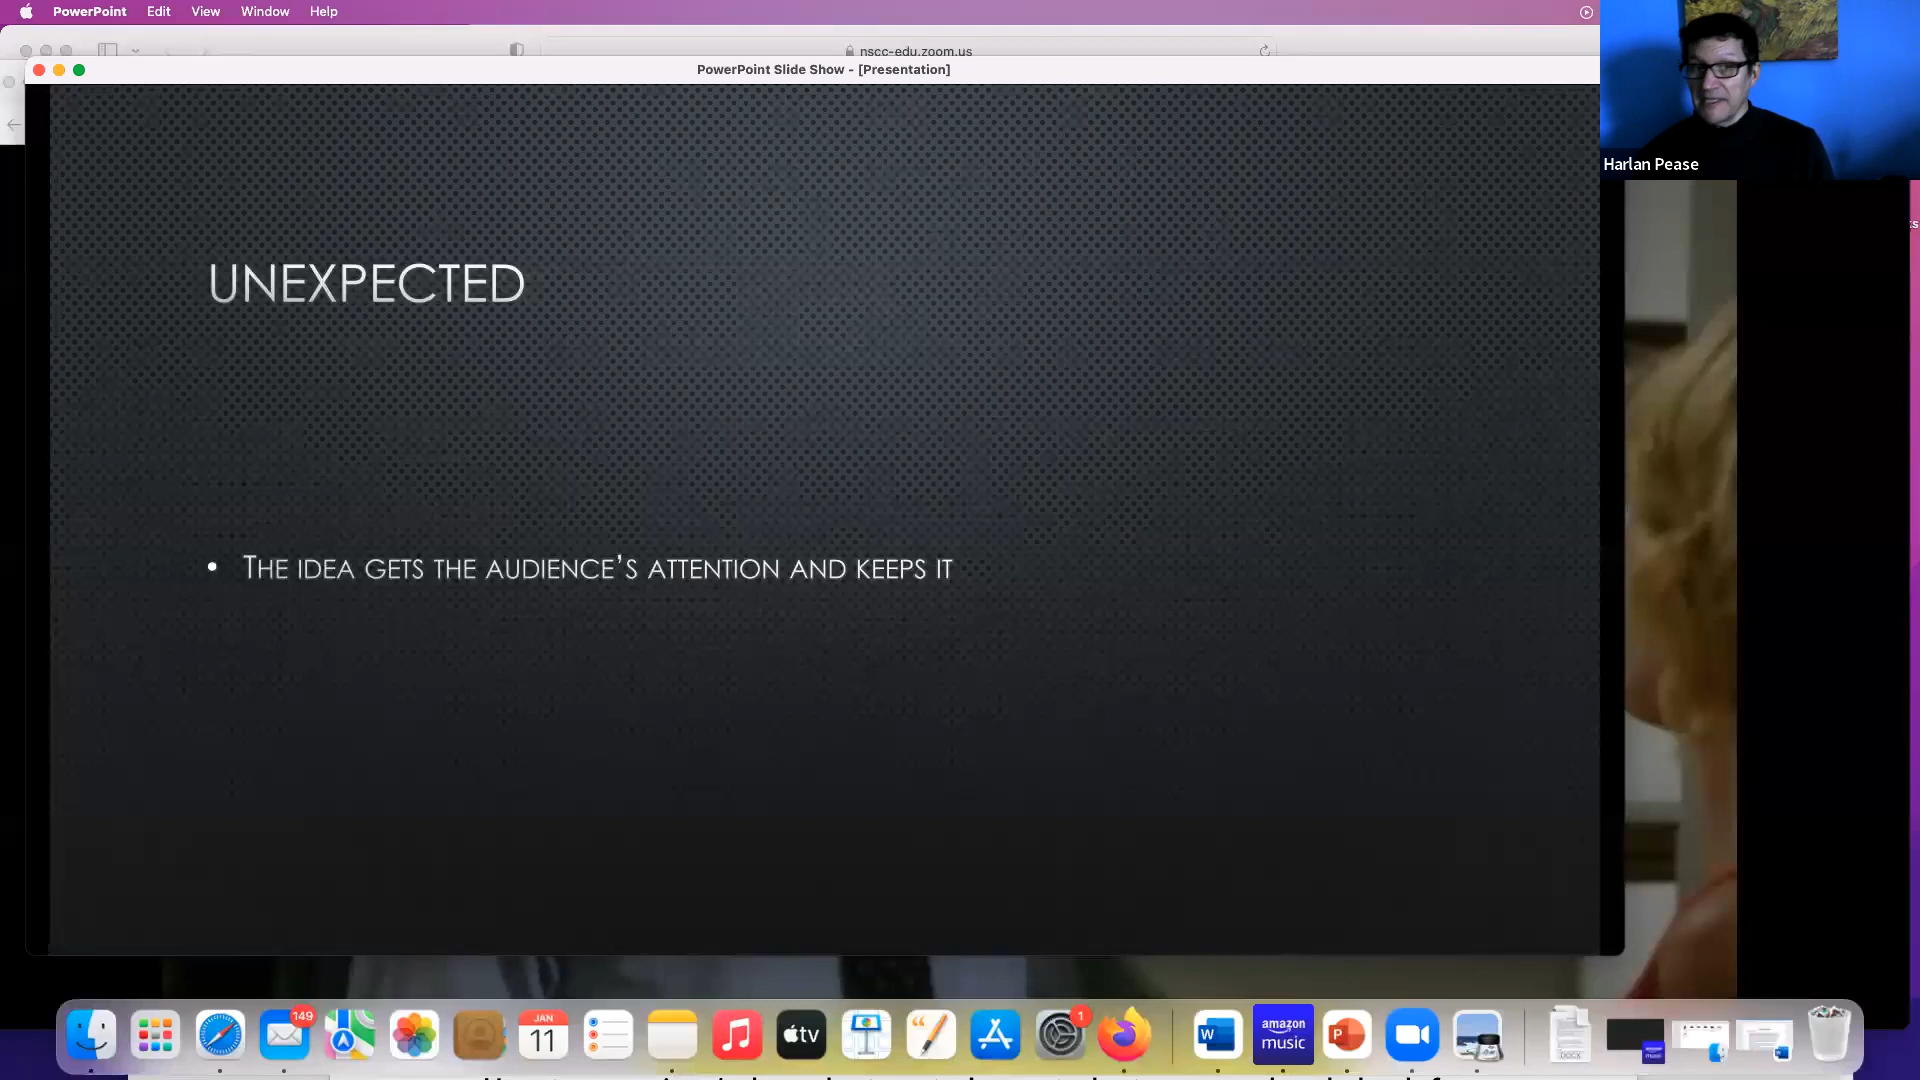 PowerPoint Edit View Window Help
nscc-edu.zoom.us
PowerPoint Slide Show - [Presentation]
Harlan Pease
UNEXPECTED
• THE IDEA GETS THE AUDIENCE'S ATTENTION AND KEEPS IT
149
JAN
11
tv
1
W
amazon
music
P
DOCX